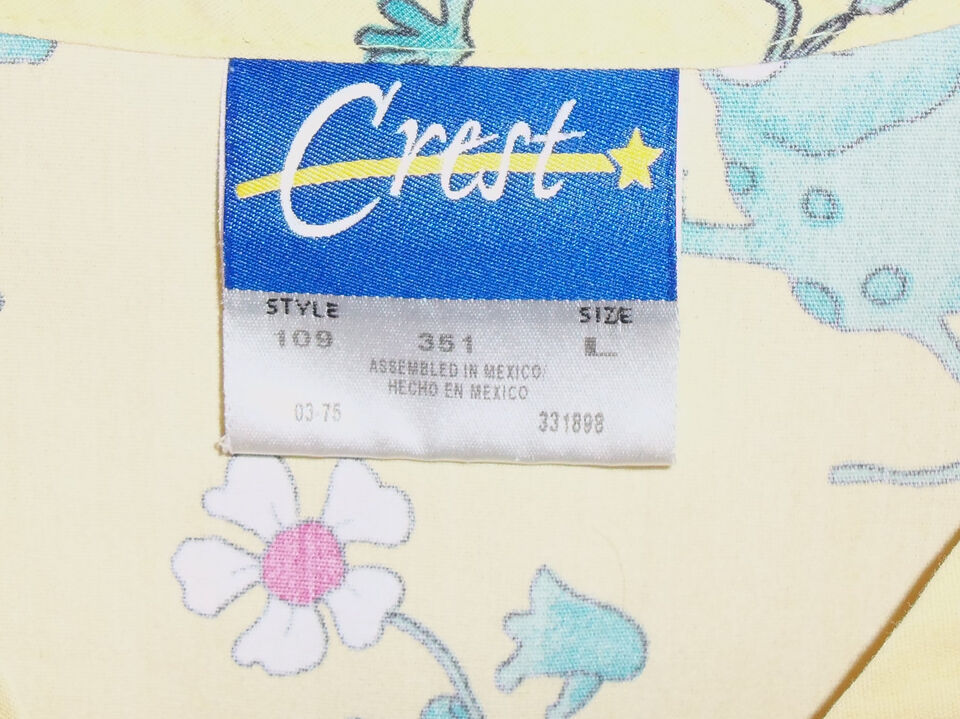 Crest
STYLE SIZE
109 351 L
ASSEMBLED IN MEXICO/
HECHO EN MEXICO
03-75 331898